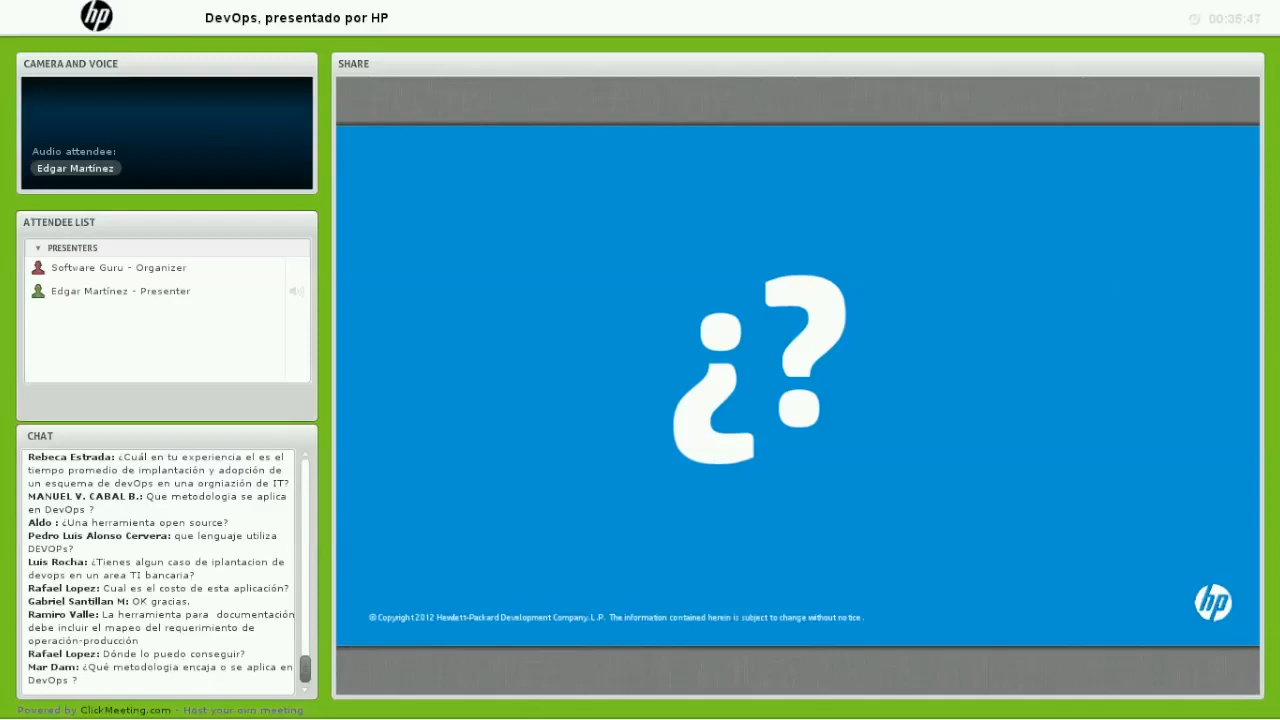 hp
DevOps, presentado por HP
00:35:47
CAMERA AND VOICE
Audio attendee:
Edgar Martínez
ATTENDEE LIST
PRESENTERS
Software Guru - Organizer
Edgar Martínez - Presenter
CHAT
Rebeca Estrada: ¿Cuál en tu experiencia el es el
tiempo promedio de implantación y adopción de
un esquema de devOps en una orgniazión de IT?
MANUEL V. CABAL B.: Que metodologia se aplica
en DevOps ?
Aldo : ¿Una herramienta open source?
Pedro Luis Alonso Cervera: que lenguaje utiliza
DEVOPs?
Luis Rocha: ¿Tienes algun caso de iplantacion de
devops en un area TI bancaria?
Rafael Lopez: Cual es el costo de esta aplicación?
Gabriel Santillan M: OK gracias.
Ramiro Valle: La herramienta para documentación
debe incluir el mapeo del requerimiento de
operación-producción
Rafael Lopez: Dónde lo puedo conseguir?
Mar Dam: ¿Qué metodología encaja o se aplica en
DevOps ?
Powered by ClickMeeting.com - Host your own meeting
SHARE
¿?
© Copyright 2012 Hewlett-Packard Development Company, L.P. The information contained herein is subject to change without notice.
hp